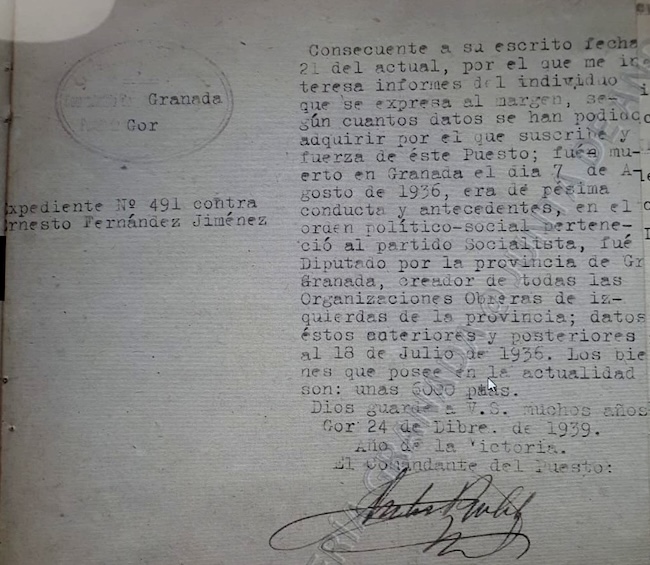 Granada
Gor
Expediente Nº 491 contra
Ernesto Fernández Jiménez
Consecuente a su escrito fecha
21 del actual, por el que me in
teresa informes del individuo
que se expresa al margen, se-
gún cuantos datos se han podido
adquirir por el que suscribe y
fuerza de éste Puesto; fué mu-
erto en Granada el dia 7 de A-
gosto de 1936, era de pésima
conducta y antecedentes, en el
orden político-social pertene-
ció al partido Socialista, fué
Diputado por la provincia de Gr
Granada, creador de todas las
Organizaciones Obreras de iz-
quierdas de la provincia; datos
éstos anteriores y posteriores
al 18 de Julio de 1936. Los bie
nes que posee en la actualidad
son: unas 6000 ptas.
Dios guarde a V.S. muchos años
Gor 24 de Dibre. de 1939.
Año de la Victoria.
El Comandante del Puesto: